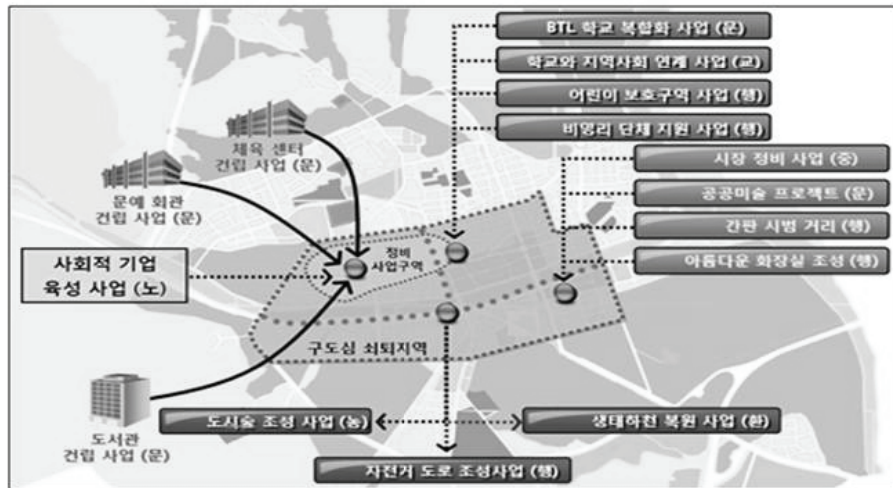 BTL 학교 복합화 사업 (문)
학교와 지역사회 연계 사업 (교)
어린이 보호구역 사업 (행)
비영리 단체 지원 사업 (행)
체육 센터
건립 사업 (문)
시장 정비 사업 (中)
문예 회관
건립 사업 (문)
공공미술 프로젝트 (문)
간판 시범 거리 (행)
아름다운 화장실 조성 (행)
정비
사업구역
사회적 기업
육성 사업 (노)
구도심 쇠퇴지역
도서관
건립 사업 (문)
도시숲 조성 사업 (농)
생태하천 복원 사업 (환)
자전거 도로 조성사업 (행)